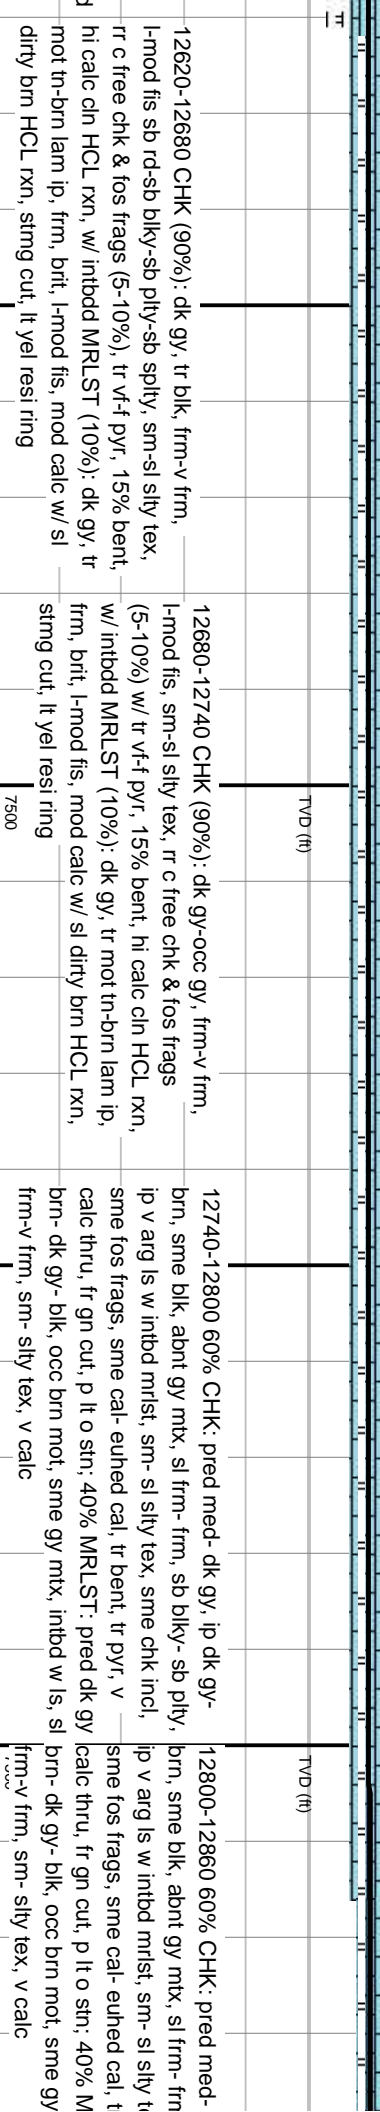 12620-12680 CHK (90%): dk gy, tr blk, frm-v frm,
l-mod fis sb rd-sb blky-sb plty-sb splty, sm-sl slty tex,
rr c free chk & fos frags (5-10%), tr vf-f pyr, 15% bent,
hi calc cln HCL rxn, w/ intbdd MRLST (10%): dk gy, tr
mot tn-brn lam ip, frm, brit, l-mod fis, mod calc w/ sl
dirty brn HCL rxn, stmg cut, lt yel resi ring
12680-12740 CHK (90%): dk gy-occ gy, frm-v frm,
l-mod fis, sm-sl slty tex, rr c free chk & fos frags
(5-10%) w/ tr vf-f pyr, 15% bent, hi calc cln HCL rxn,
w/ intbdd MRLST (10%): dk gy, tr mot tn-brn lam ip,
frm, brit, l-mod fis, mod calc w/ sl dirty brn HCL rxn,
stmg cut, lt yel resi ring
TVD (ft)
7500
12740-12800 60% CHK: pred med- dk gy, ip dk gy-
brn, sme blk, abnt gy mtx, sl frm- frm, sb blky- sb plty,
ip v arg ls w intbd mrlst, sm- sl slty tex, sme chk incl,
sme fos frags, sme cal- euhed cal, tr bent, tr pyr, v
calc thru, fr gn cut, p lt o stn; 40% MRLST: pred dk gy
brn- dk gy- blk, occ brn mot, sme gy mtx, intbd w ls, sl
frm-v frm, sm- slty tex, v calc
TVD (ft)
12800-12860 60% CHK: pred med-
brn, sme blk, abnt gy mtx, sl frm- frn
ip v arg ls w intbd mrlst, sm- sl slty t
sme fos frags, sme cal- euhed cal, t
calc thru, fr gn cut, p lt o stn; 40% M
brn- dk gy- blk, occ brn mot, sme gy
frm-v frm, sm- slty tex, v calc